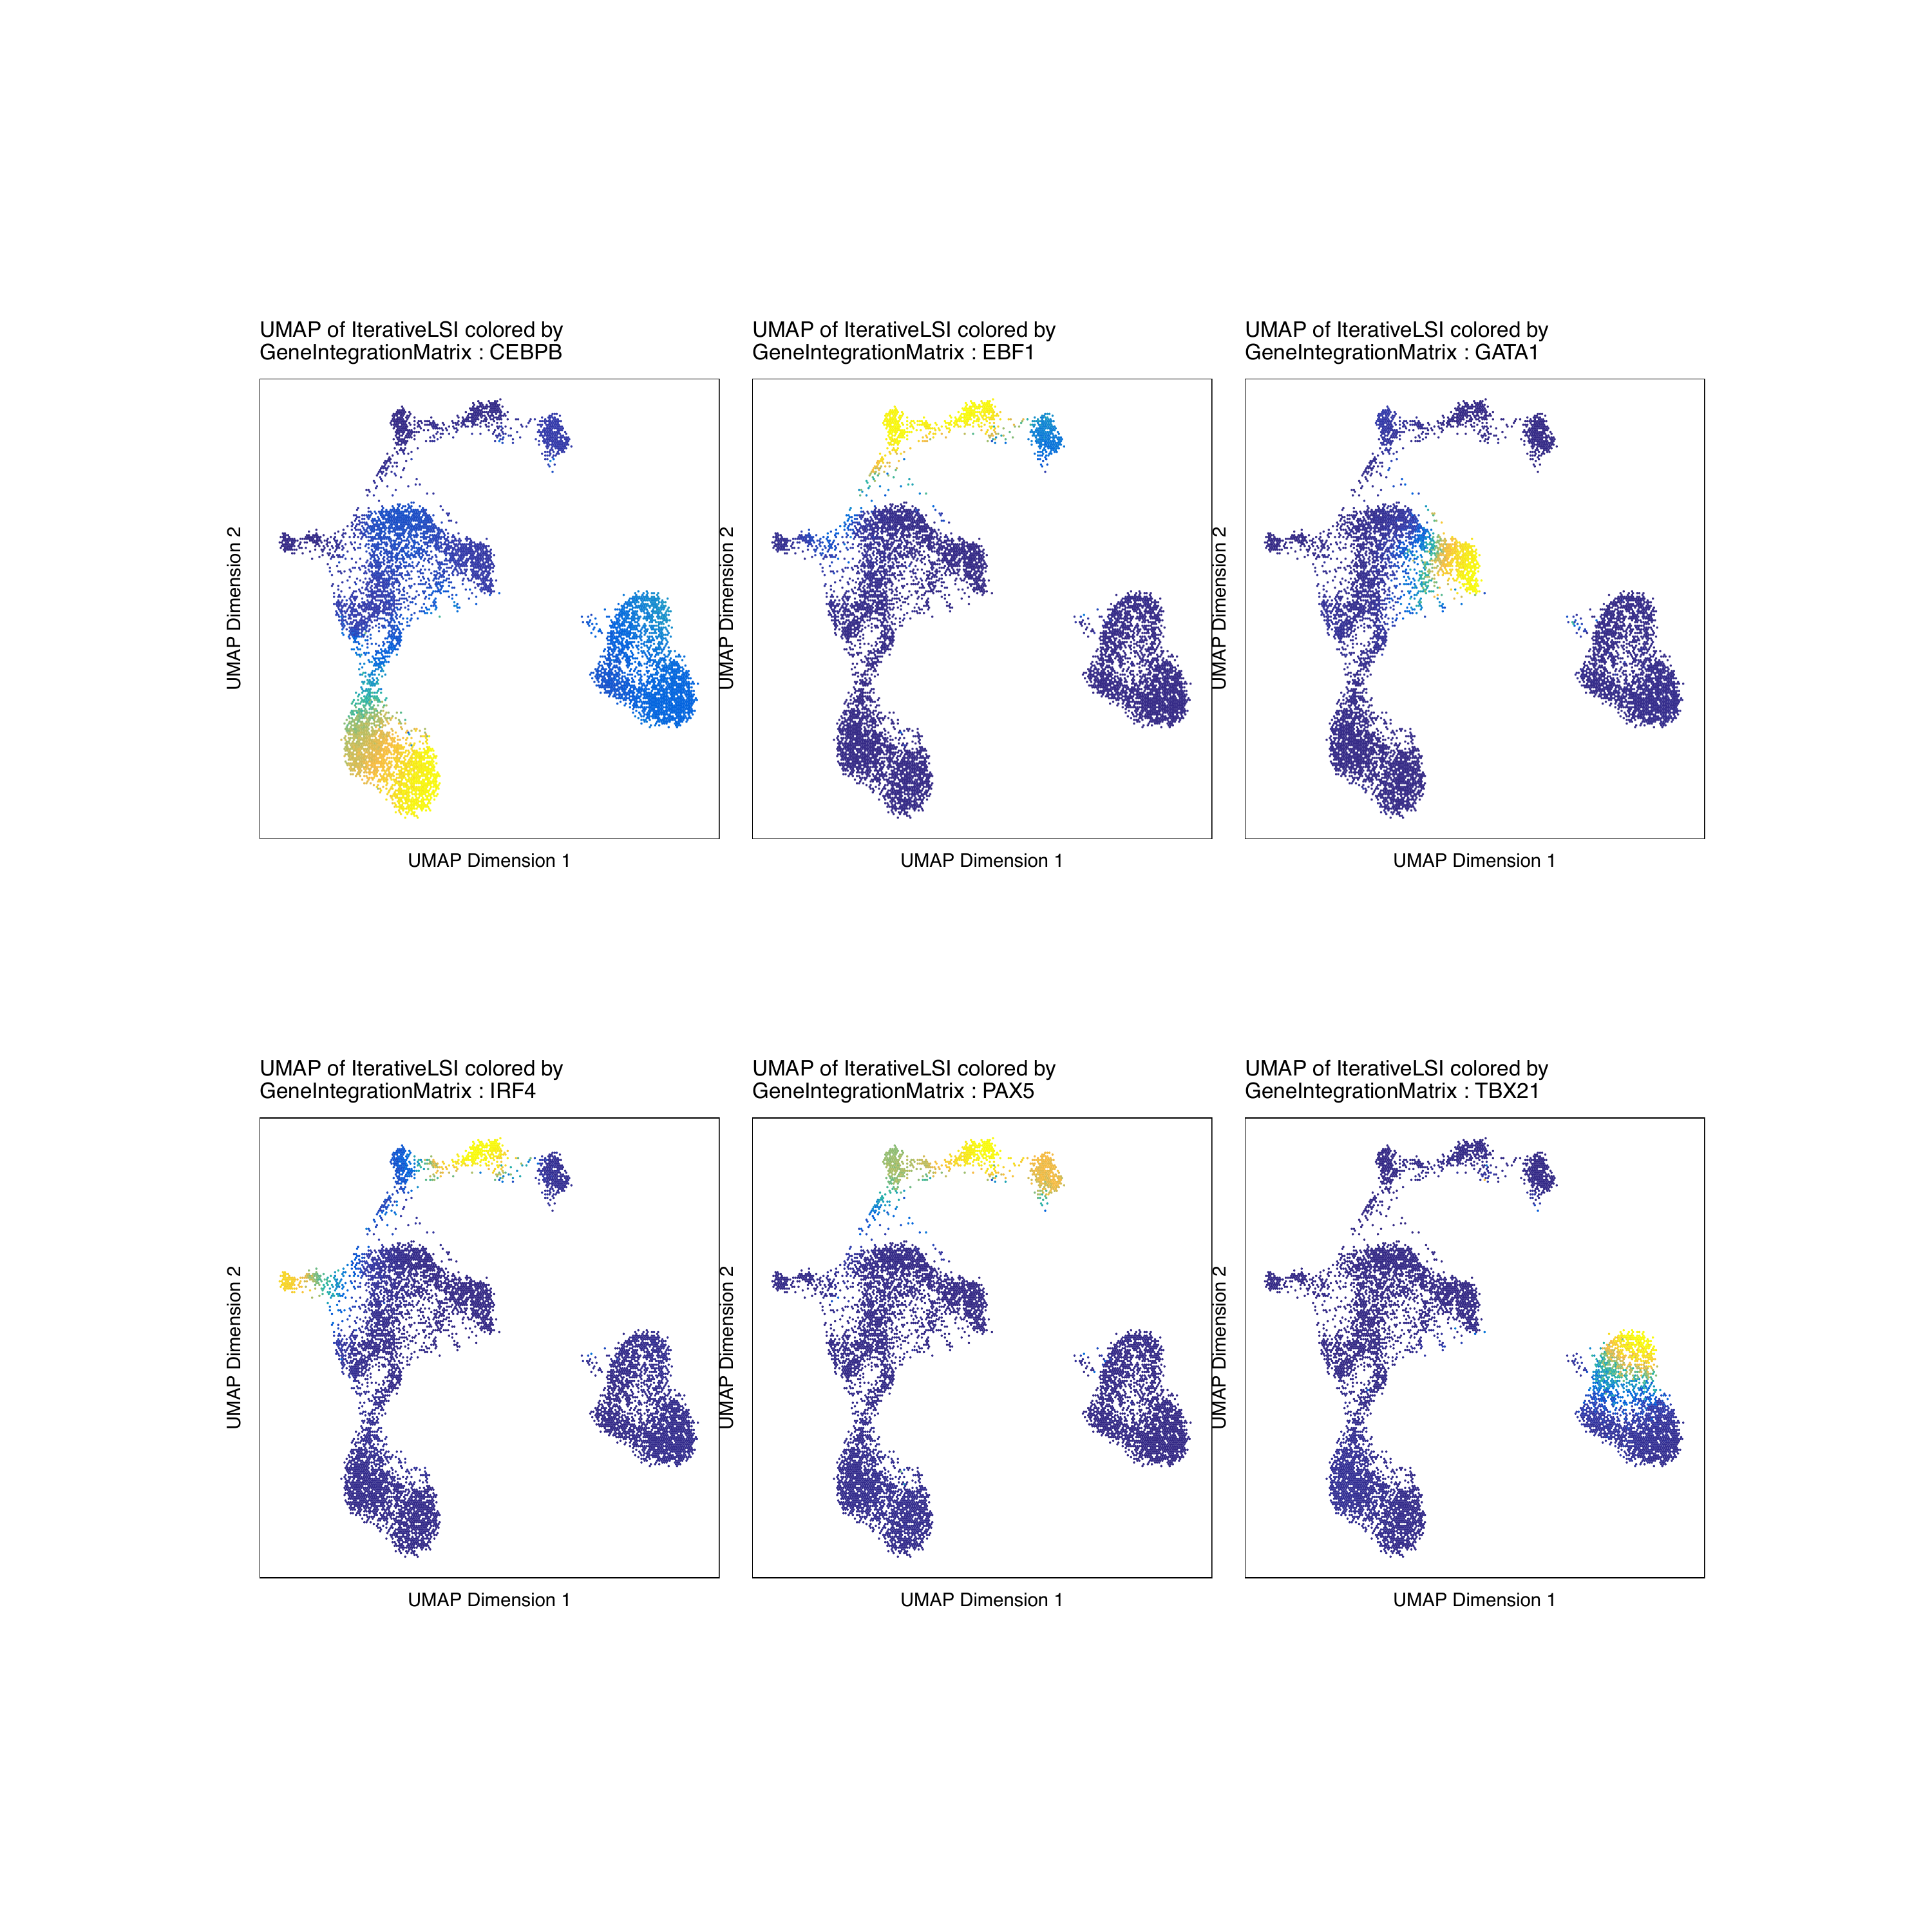 UMAP of IterativeLSI colored by
GeneIntegrationMatrix : CEBPB
UMAP Dimension 2
UMAP Dimension 1
UMAP of IterativeLSI colored by
GeneIntegrationMatrix : EBF1
UMAP Dimension 2
UMAP Dimension 1
UMAP of IterativeLSI colored by
GeneIntegrationMatrix : GATA1
UMAP Dimension 2
UMAP Dimension 1
UMAP of IterativeLSI colored by
GeneIntegrationMatrix : IRF4
UMAP Dimension 2
UMAP Dimension 1
UMAP of IterativeLSI colored by
GeneIntegrationMatrix : PAX5
UMAP Dimension 2
UMAP Dimension 1
UMAP of IterativeLSI colored by
GeneIntegrationMatrix : TBX21
UMAP Dimension 2
UMAP Dimension 1